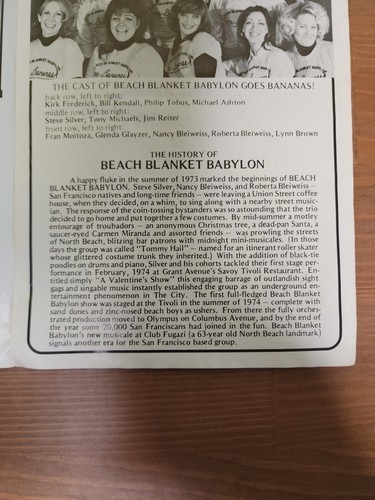 THE CAST OF BEACH BLANKET BABYLON GOES BANANAS!
back row, left to right:
Kirk Frederick, Bill Kendall, Philip Tobus, Michael Ashton
middle row, left to right:
Steve Silver, Tony Michaels, Jim Reiter
front row, left to right:
Fran Moitoza, Glenda Glayzer, Nancy Bleiweiss, Roberta Bleiweiss, Lynn Brown
THE HISTORY OF
BEACH BLANKET BABYLON
A happy fluke in the summer of 1973 marked the beginnings of BEACH
BLANKET BABYLON. Steve Silver, Nancy Bleiweiss, and Roberta Bleiweiss —
San Francisco natives and long-time friends — were leaving a Union Street coffee
house, when they decided, on a whim, to sing along with a nearby street music-
ian. The response of the coin-tossing bystanders was so astounding that the trio
decided to go home and put together a few costumes. By mid-summer a motley
entourage of troubadors — an anonymous Christmas tree, a dead-pan Santa, a
saucer-eyed Carmen Miranda and assorted friends — was prowling the streets
of North Beach, blitzing bar patrons with midnight mini-musicales. (In those
days the group was called "Tommy Hail" — named for an itinerant roller skater
whose glittered costume trunk they inherited.) With the addition of black-tie
poodles on drums and piano, Silver and his cohorts tackled their first stage per-
formance in February, 1974 at Grant Avenue's Savoy Tivoli Restaurant. En-
titled simply "A Valentine's Show" this engaging barrage of outlandish sight
gags and singable music instantly established the group as an underground en-
tertainment phenomenon in The City. The first full-fledged Beach Blanket
Babylon show was staged at the Tivoli in the summer of 1974 — complete with
sand dunes and zinc-nosed beach boys as ushers. From there the fully orches-
trated production moved to Olympus on Columbus Avenue, and by the end of
the year some 20,000 San Franciscans had joined in the fun. Beach Blanket
Babylon's new musicale at Club Fugazi (a 63-year old North Beach landmark)
signals another era for the San Francisco based group.